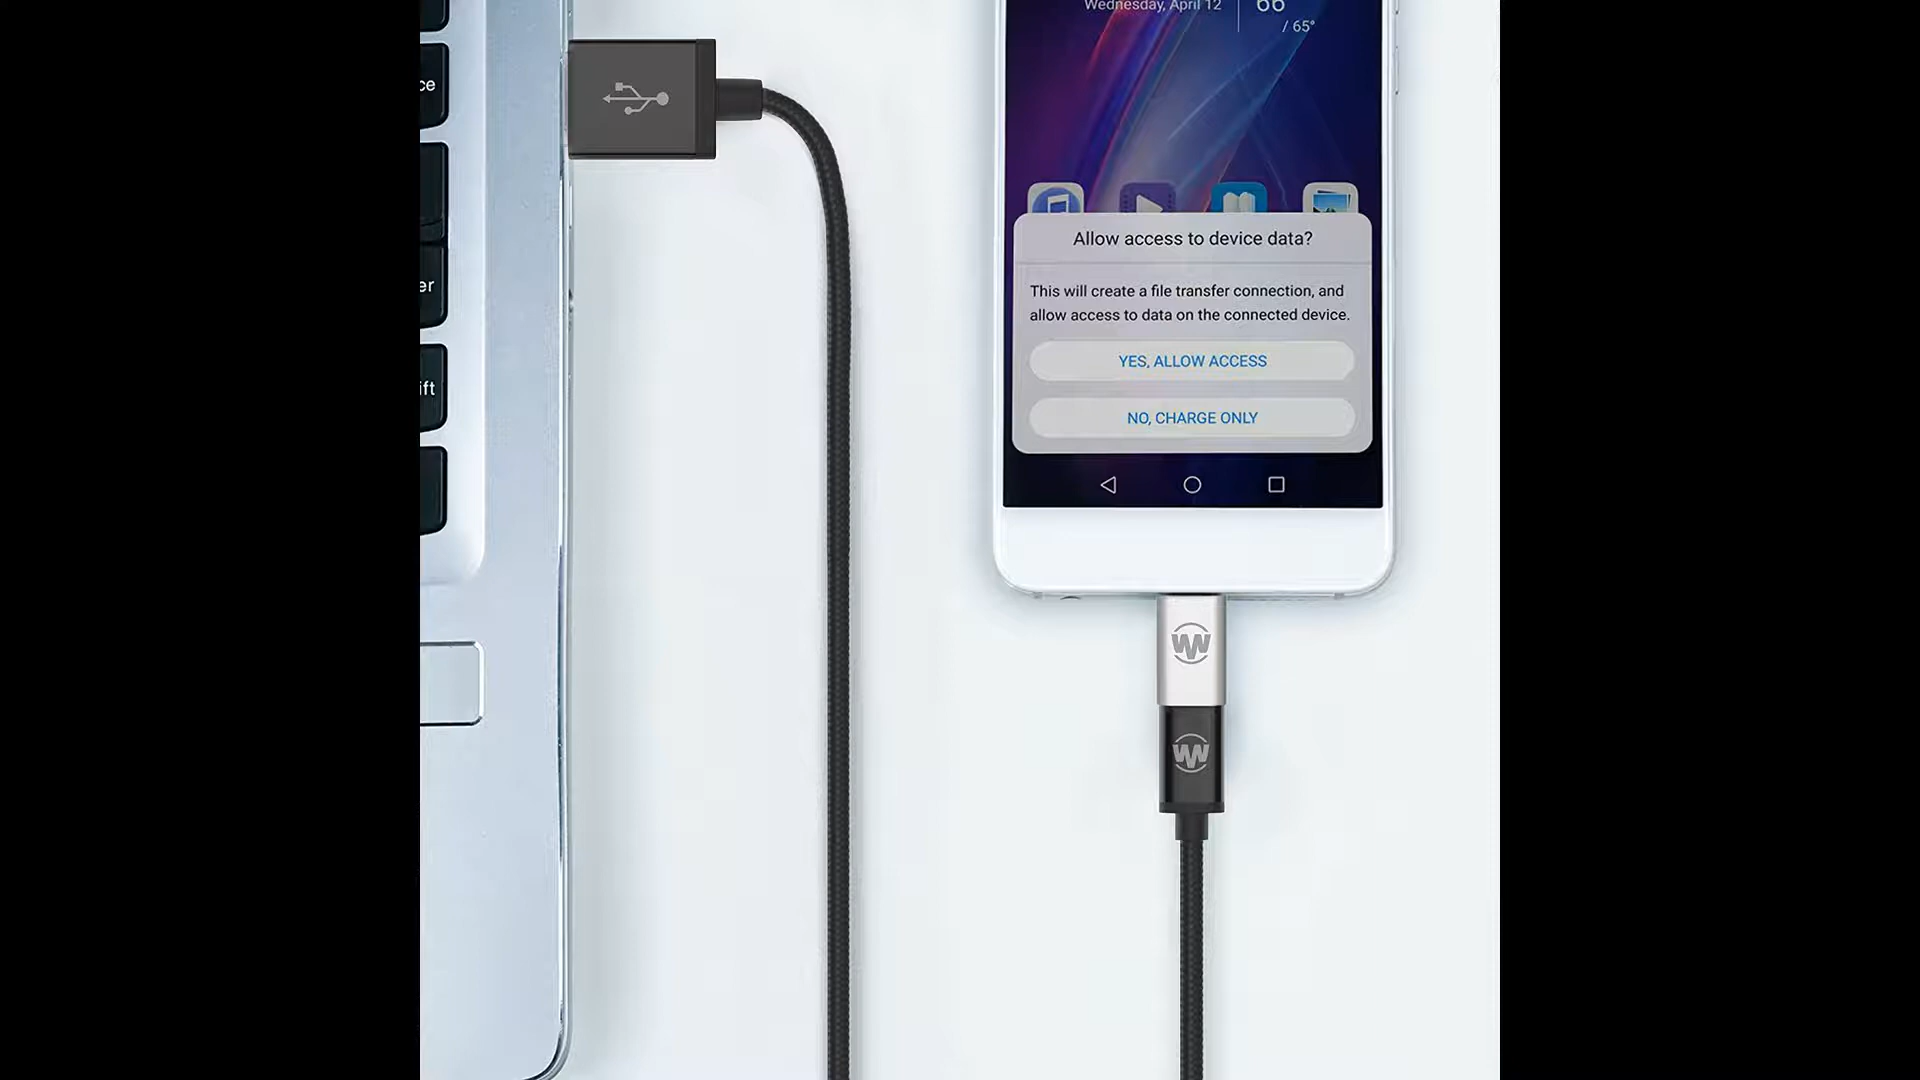 Wednesday, April 12
66
/ 65°
ce
er
ift
Allow access to device data?
This will create a file transfer connection, and
allow access to data on the connected device.
YES, ALLOW ACCESS
NO, CHARGE ONLY
W
W